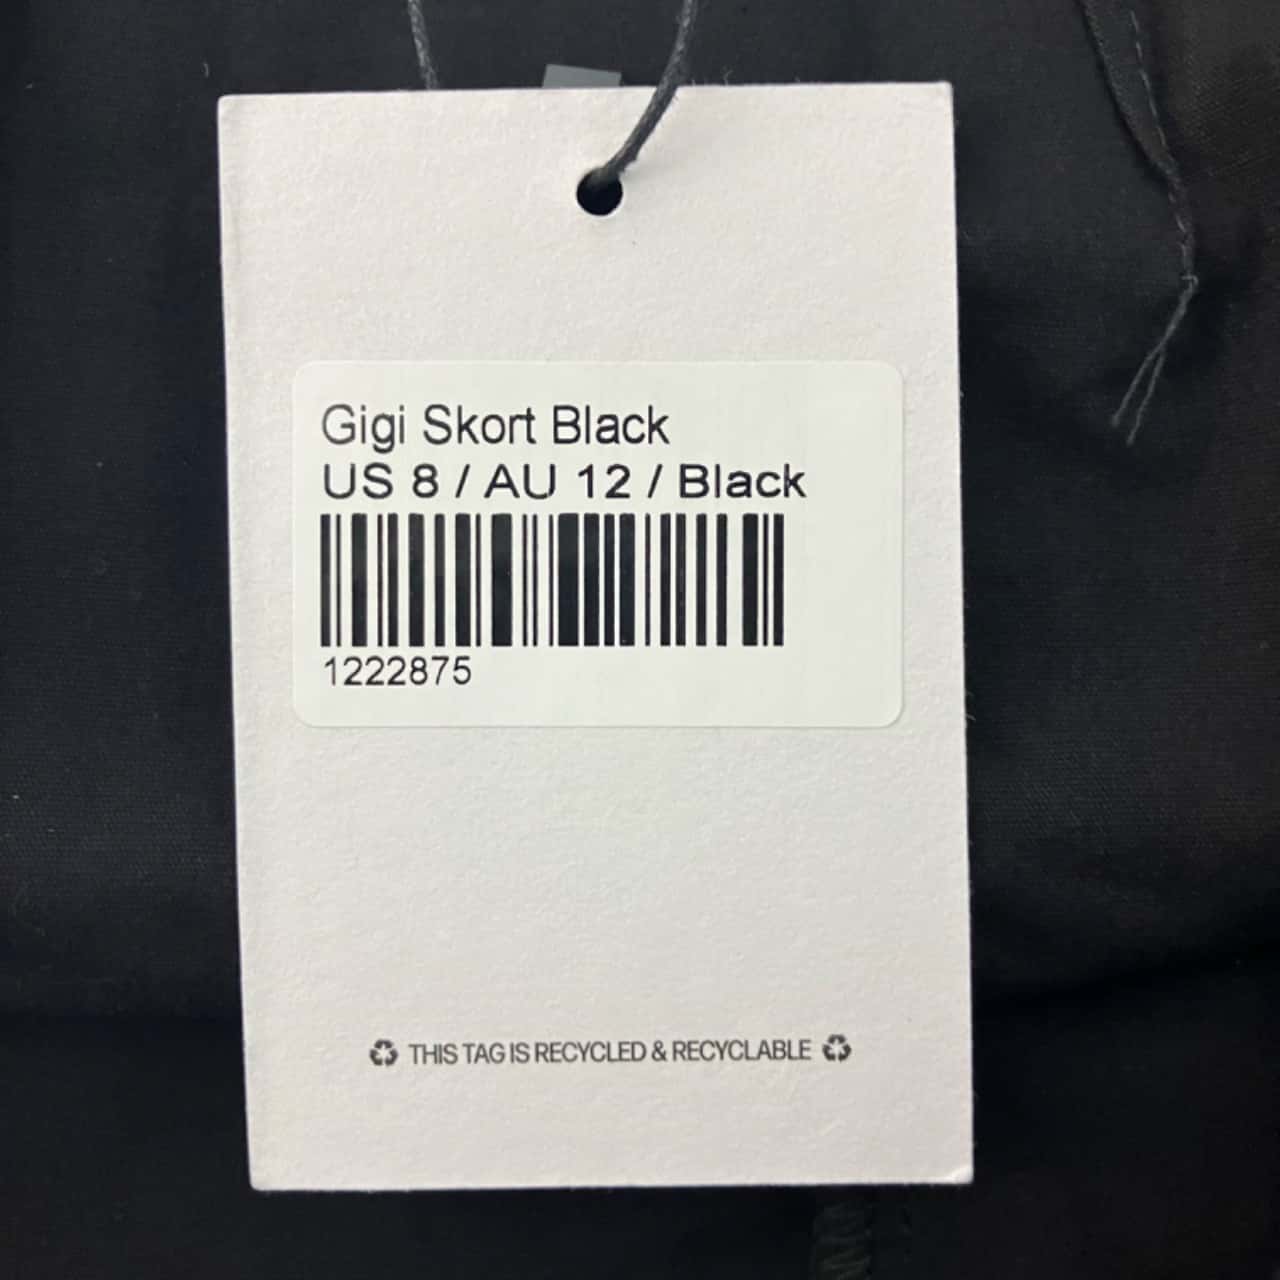 Gigi Skort Black
US 8 / AU 12 / Black
1222875
THIS TAG IS RECYCLED & RECYCLABLE